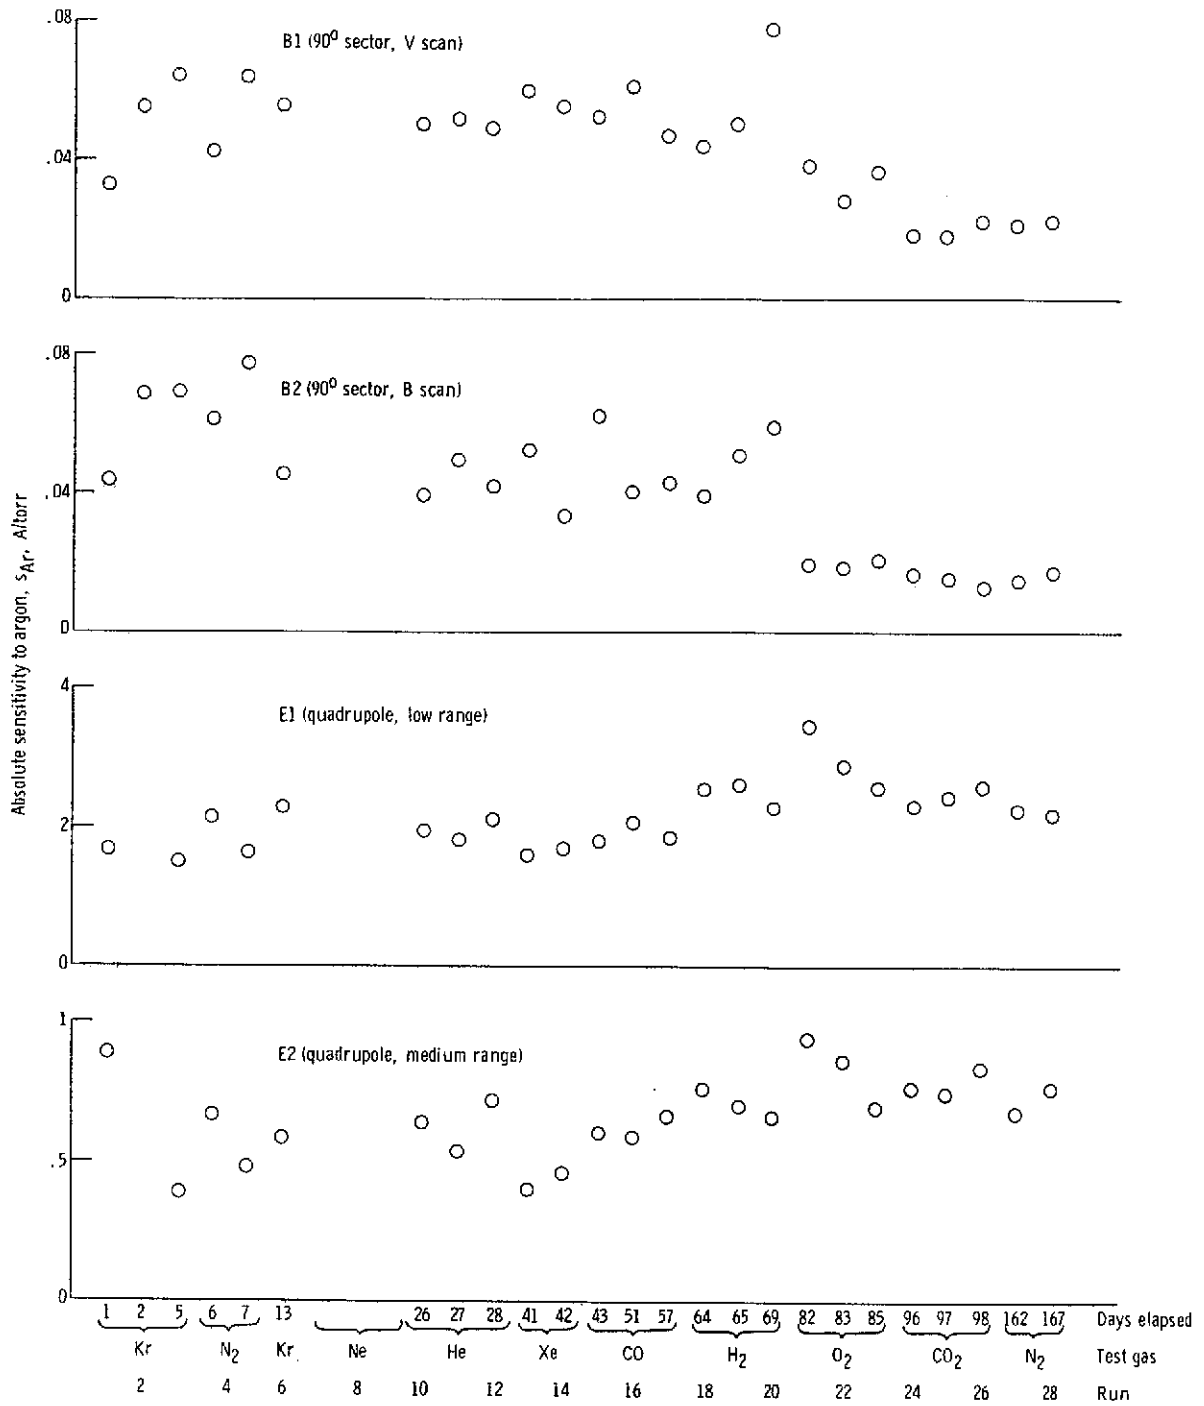 .08
B1 (90⁰ sector, V scan)
.04
0
.08
B2 (90⁰ sector, B scan)
.04
0
Absolute sensitivity to argon, sAr, A/torr
4
E1 (quadrupole, low range)
2
0
1
E2 (quadrupole, medium range)
.5
0
1 2 5 6 7 13 26 27 28 41 42 43 51 57 64 65 69 82 83 85 96 97 98 162 167 Days elapsed
Kr N2 Kr Ne He Xe CO H2 O2 CO2 N2 Test gas
2 4 6 8 10 12 14 16 18 20 22 24 26 28 Run